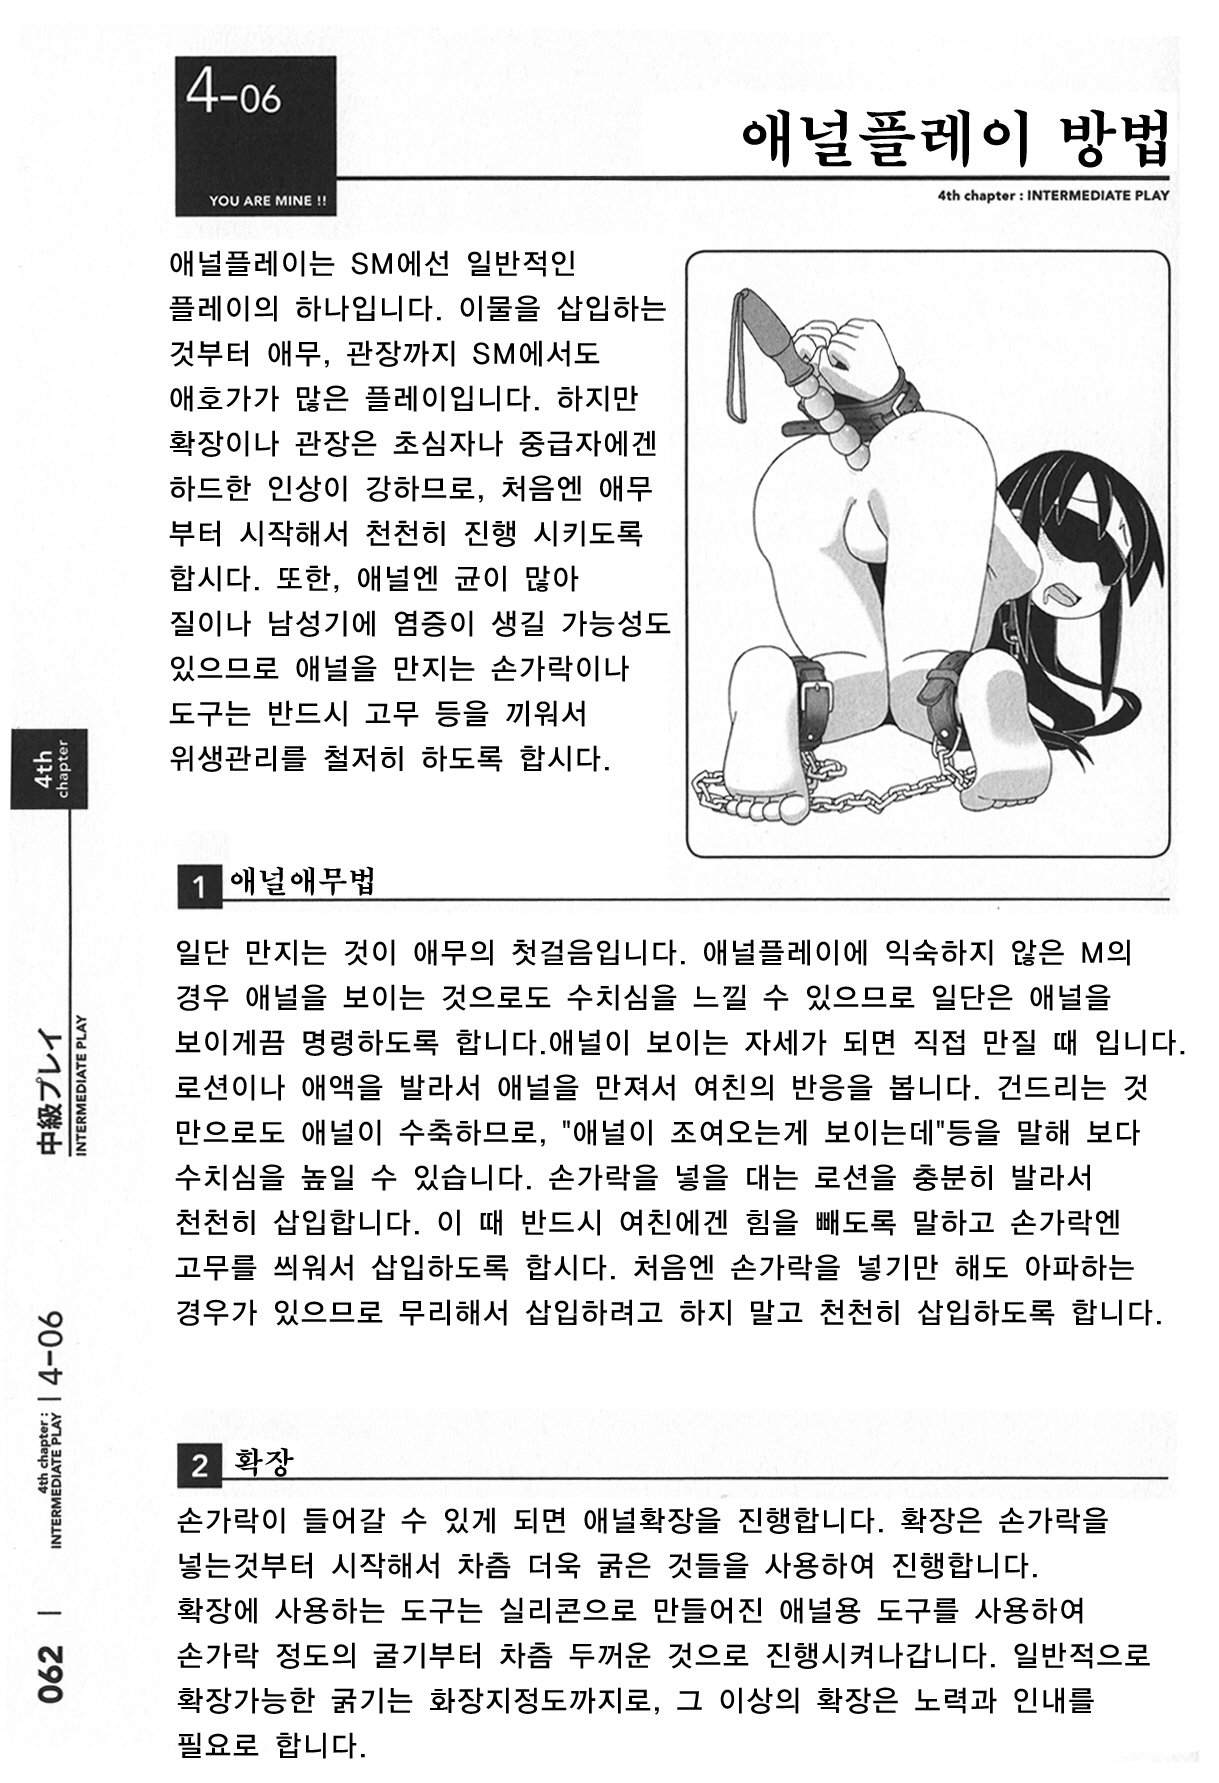 4-06
YOU ARE MINE !!
애널플레이 방법
4th chapter : INTERMEDIATE PLAY
애널플레이는 SM에선 일반적인
플레이의 하나입니다. 이물을 삽입하는
것부터 애무, 관장까지 SM에서도
애호가가 많은 플레이입니다. 하지만
확장이나 관장은 초심자나 중급자에겐
하드한 인상이 강하므로, 처음엔 애무
부터 시작해서 천천히 진행 시키도록
합시다. 또한, 애널엔 균이 많아
질이나 남성기에 염증이 생길 가능성도
있으므로 애널을 만지는 손가락이나
도구는 반드시 고무 등을 끼워서
위생관리를 철저히 하도록 합시다.
1 애널애무법
일단 만지는 것이 애무의 첫걸음입니다. 애널플레이에 익숙하지 않은 M의
경우 애널을 보이는 것으로도 수치심을 느낄 수 있으므로 일단은 애널을
보이게끔 명령하도록 합니다.애널이 보이는 자세가 되면 직접 만질 때 입니다.
로션이나 애액을 발라서 애널을 만져서 여친의 반응을 봅니다. 건드리는 것
만으로도 애널이 수축하므로, "애널이 조여오는게 보이는데"등을 말해 보다
수치심을 높일 수 있습니다. 손가락을 넣을 대는 로션을 충분히 발라서
천천히 삽입합니다. 이 때 반드시 여친에겐 힘을 빼도록 말하고 손가락엔
고무를 씌워서 삽입하도록 합시다. 처음엔 손가락을 넣기만 해도 아파하는
경우가 있으므로 무리해서 삽입하려고 하지 말고 천천히 삽입하도록 합니다.
2 확장
손가락이 들어갈 수 있게 되면 애널확장을 진행합니다. 확장은 손가락을
넣는것부터 시작해서 차츰 더욱 굵은 것들을 사용하여 진행합니다.
확장에 사용하는 도구는 실리콘으로 만들어진 애널용 도구를 사용하여
손가락 정도의 굴기부터 차츰 두꺼운 것으로 진행시켜나갑니다. 일반적으로
확장가능한 굵기는 화장지정도까지로, 그 이상의 확장은 노력과 인내를
필요로 합니다.
4th
chapter
中級プレイ
INTERMEDIATE PLAY
4th chapter :
INTERMEDIATE PLAY
4-06
062